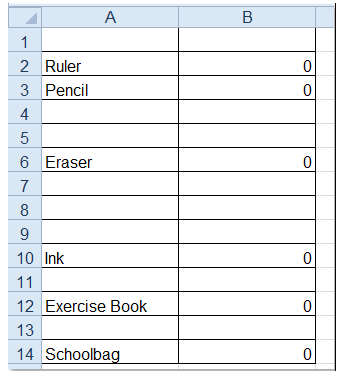 A B
1
2 Ruler 0
3 Pencil 0
4
5
6 Eraser 0
7
8
9
10 Ink 0
11
12 Exercise Book 0
13
14 Schoolbag 0